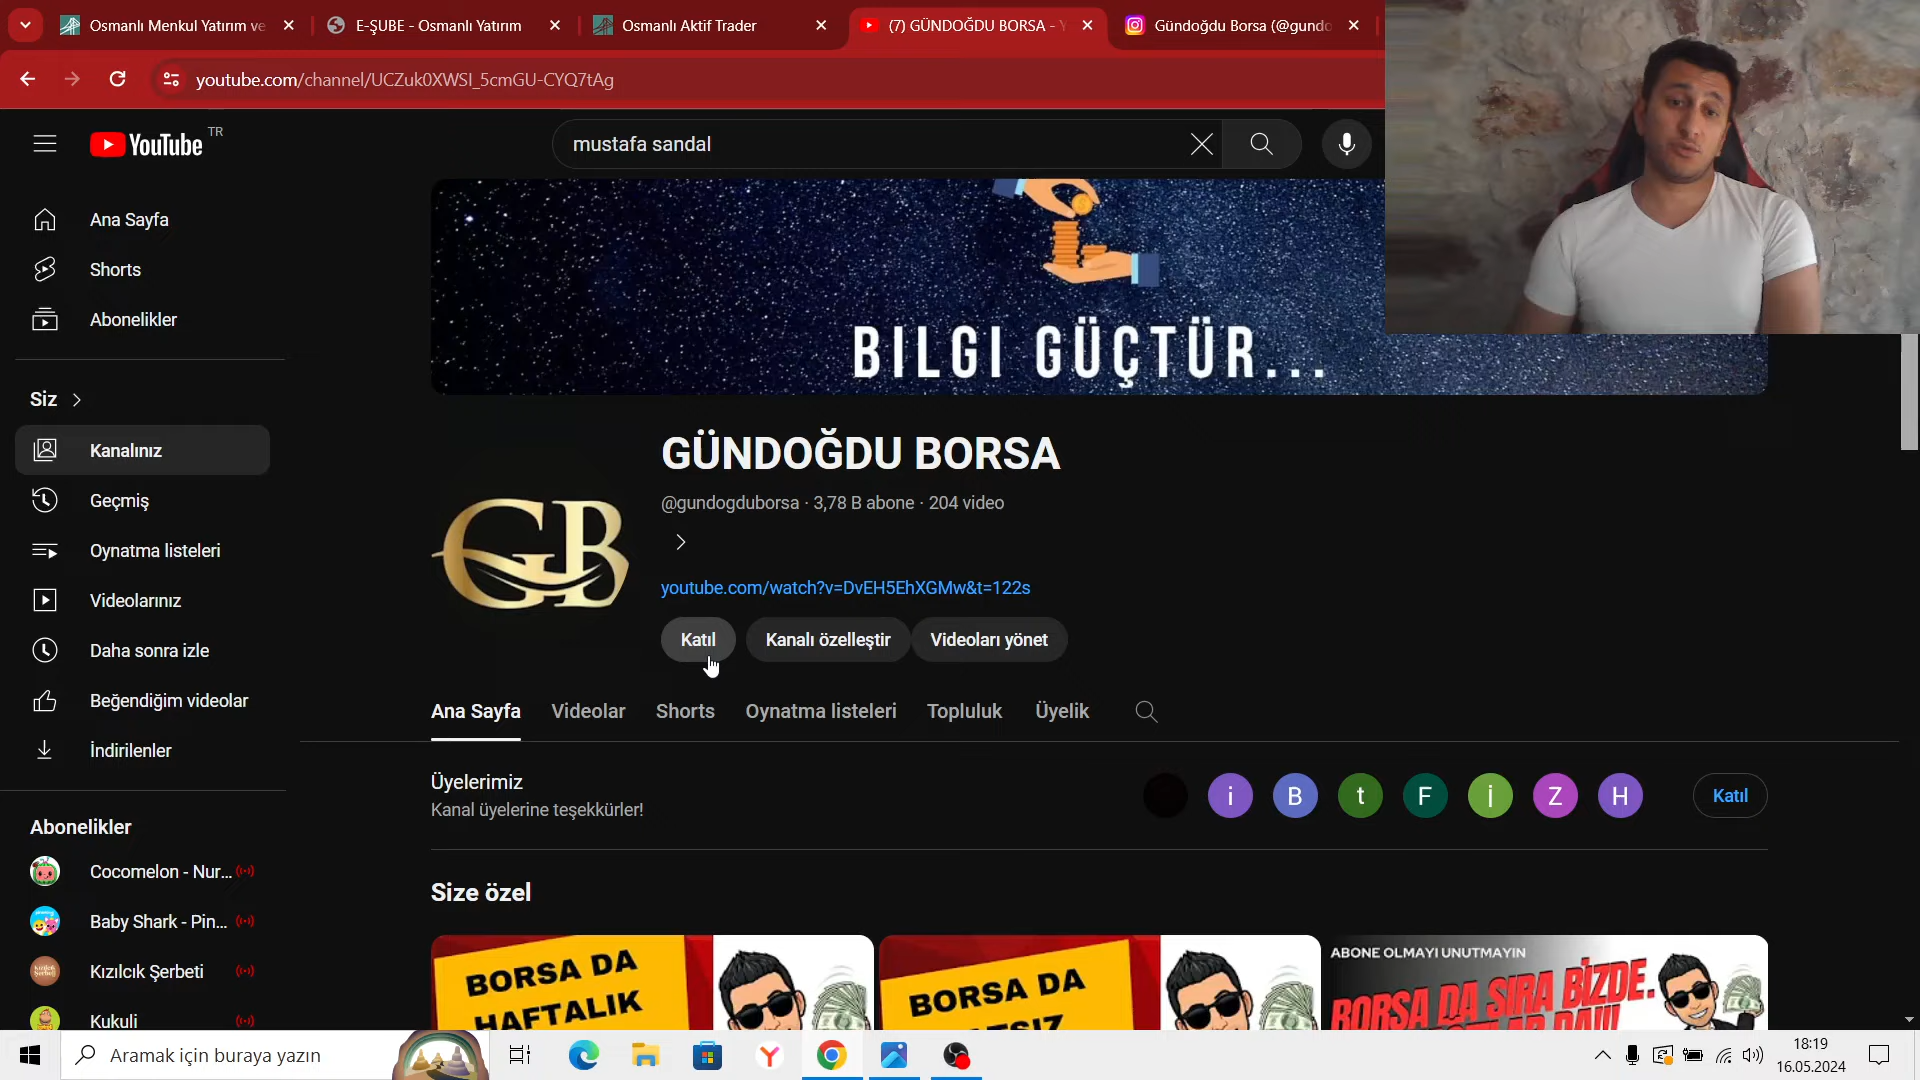 Osmanlı Menkul Yatırım ve
E-ŞUBE - Osmanlı Yatırım
Osmanlı Aktif Trader
(7) GÜNDOĞDU BORSA - Y
Gündoğdu Borsa (@gundo
youtube.com/channel/UCZuk0XWSI_5cmGU-CYQ7tAg
YouTube TR
mustafa sandal
Ana Sayfa
Shorts
Abonelikler
Siz
Kanalınız
Geçmiş
Oynatma listeleri
Videolarınız
Daha sonra izle
Beğendiğim videolar
İndirilenler
Abonelikler
Cocomelon - Nur...
Baby Shark - Pin...
Kızılcık Şerbeti
Kukuli
BILGI GÜÇTÜR...
GÜNDOĞDU BORSA
@gundogduborsa · 3,78 B abone · 204 video
youtube.com/watch?v=DvEH5EhXGMw&t=122s
Katıl
Kanalı özelleştir
Videoları yönet
GB
Ana Sayfa
Videolar
Shorts
Oynatma listeleri
Topluluk
Üyelik
Üyelerimiz
Kanal üyelerine teşekkürler!
i
B
t
F
İ
Z
H
Katıl
Size özel
BORSA DA
HAFTALIK
BORSA DA
ABONE OLMAYI UNUTMAYIN
BORSA DA SIRA BİZDE.
Aramak için buraya yazın
18:19
16.05.2024